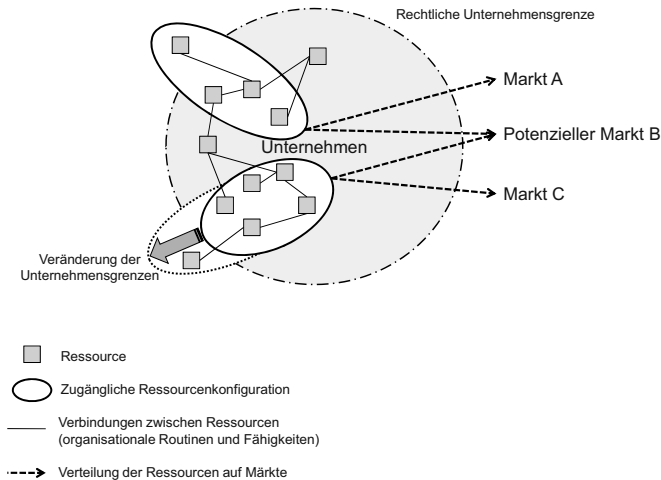 Rechtliche Unternehmensgrenze
Markt A
Potenzieller Markt B
Unternehmen
Markt C
Veränderung der
Unternehmensgrenzen
Ressource
Zugängliche Ressourcenkonfiguration
Verbindungen zwischen Ressourcen
(organisationale Routinen und Fähigkeiten)
Verteilung der Ressourcen auf Märkte